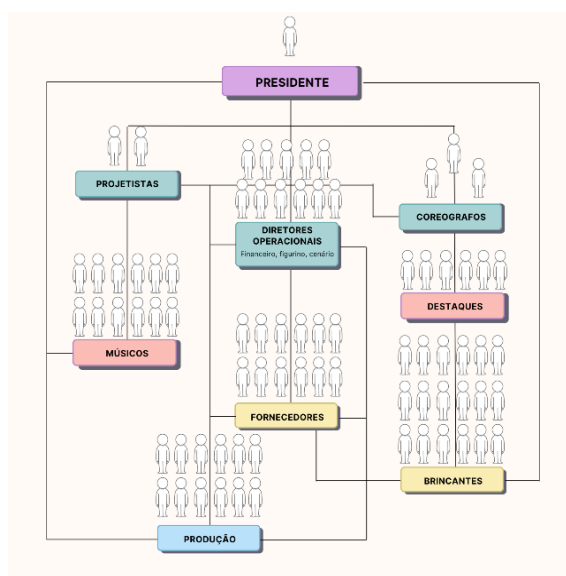 PRESIDENTE
PROJETISTAS
DIRETORES
OPERACIONAIS
Financeiro, figurino, cenário
COREOGRAFOS
DESTAQUES
MÚSICOS
FORNECEDORES
BRINCANTES
PRODUÇÃO